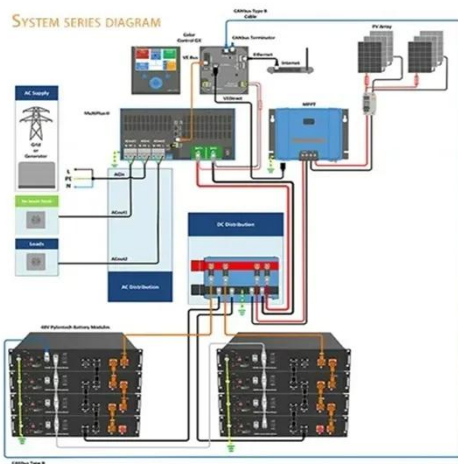 SYSTEM SERIES DIAGRAM
CANbus Type B
Cable
PV Array
Color
Control GX
CANbus Terminator
Ethernet
Internet
VE Bus
VE Direct
AC Supply
MultiPlus-II
MPPT
Grid
or
Generator
L
PE
N
ACin
ACout1
Loads
ACout2
DC Distribution
AC Distribution
48V Pylontech Battery Modules
CANbus Type B